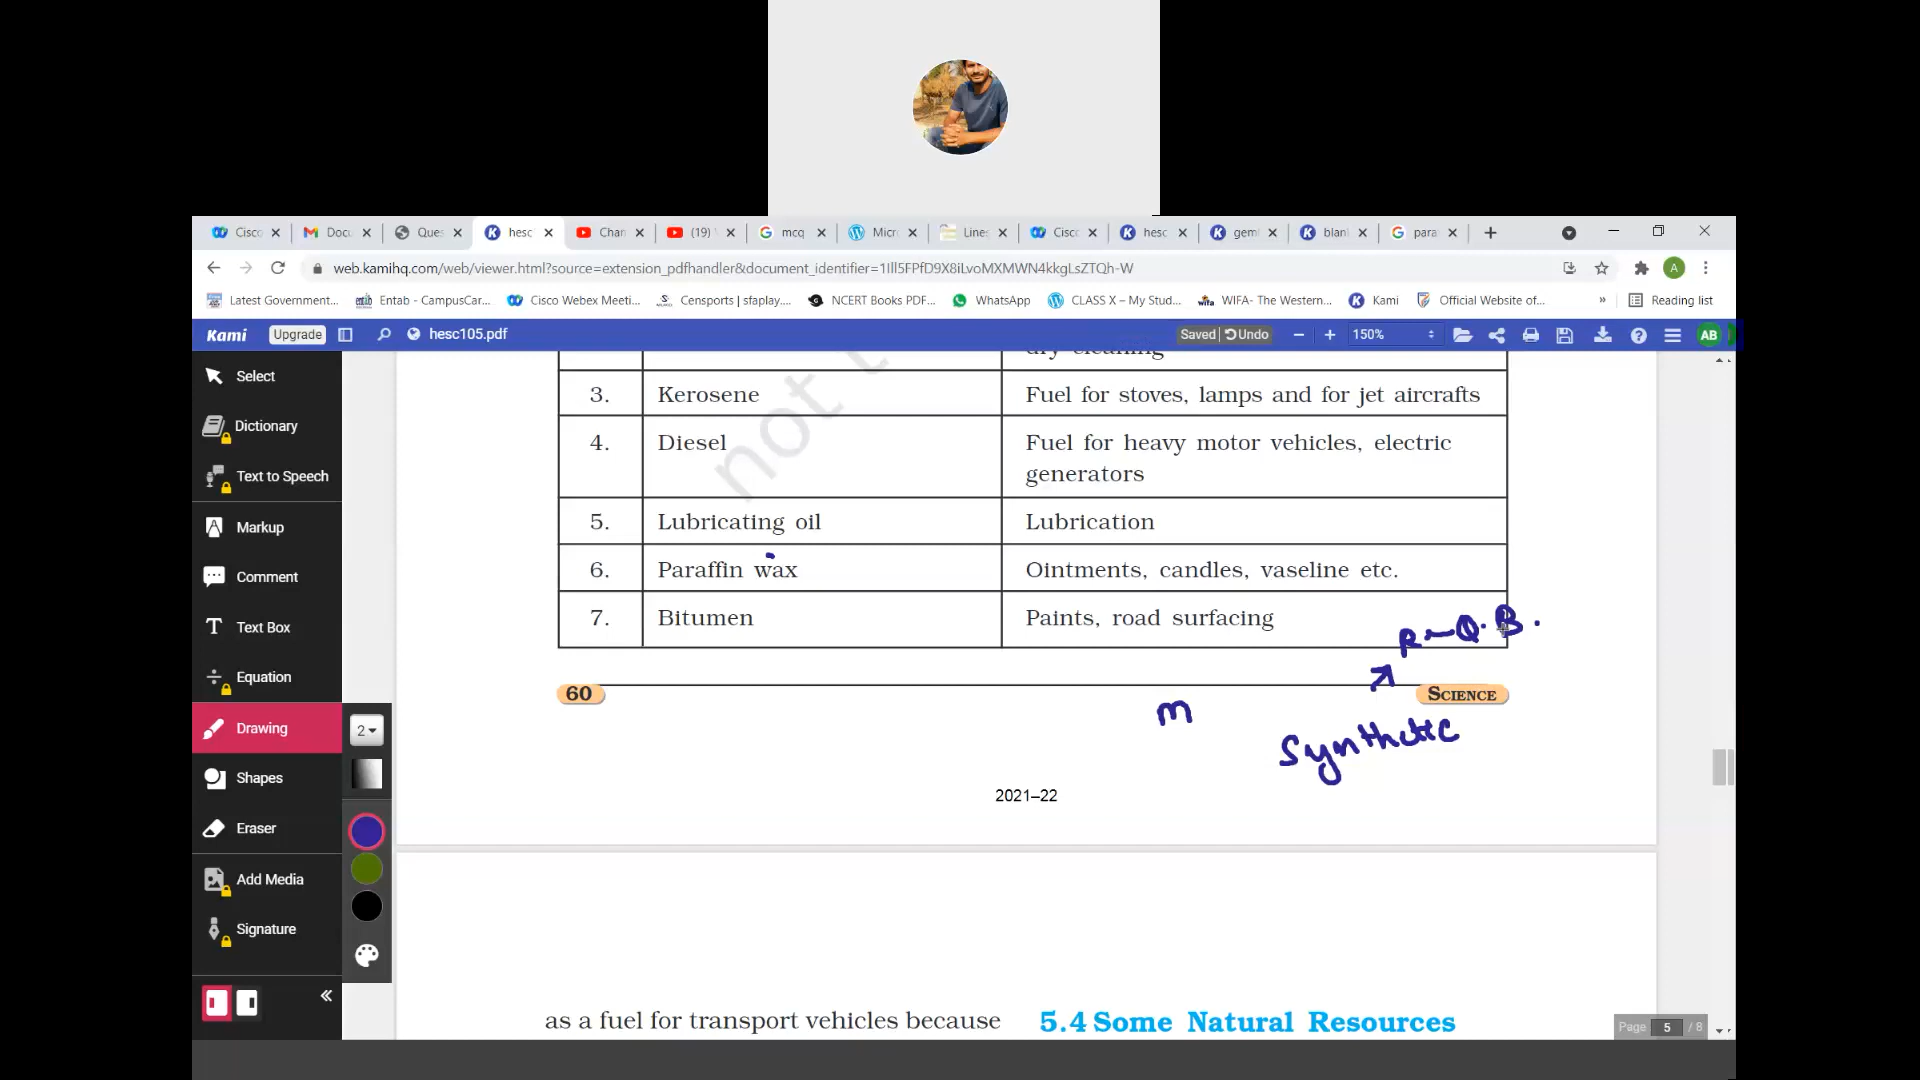 Cisco
Docu
Ques
hesc
Chan
(19)
mcq
Micr
Lines
Cisco
hesc
gem
blan
para
web.kamihq.com/web/viewer.html?source=extension_pdfhandler&document_identifier=1Ill5FPfD9X8iLvoMXMWN4kkgLsZTQh-W
A
Latest Government...
Entab - CampusCar...
Cisco Webex Meeti...
Censports | sfaplay....
NCERT Books PDF...
WhatsApp
CLASS X – My Stud...
WIFA- The Western...
Kami
Official Website of...
»
Reading list
Kami
Upgrade
hesc105.pdf
Saved
Undo
150%
AB
Select
Dictionary
Text to Speech
Markup
Comment
Text Box
Equation
Drawing
Shapes
Eraser
Add Media
Signature
2
not t
dry cleaning
3. Kerosene Fuel for stoves, lamps and for jet aircrafts
4. Diesel Fuel for heavy motor vehicles, electric
generators
5. Lubricating oil Lubrication
6. Paraffin wax Ointments, candles, vaseline etc.
7. Bitumen Paints, road surfacing
60
SCIENCE
m
Synthetic
2021–22
as a fuel for transport vehicles because
5.4 Some Natural Resources
Page 5 / 8